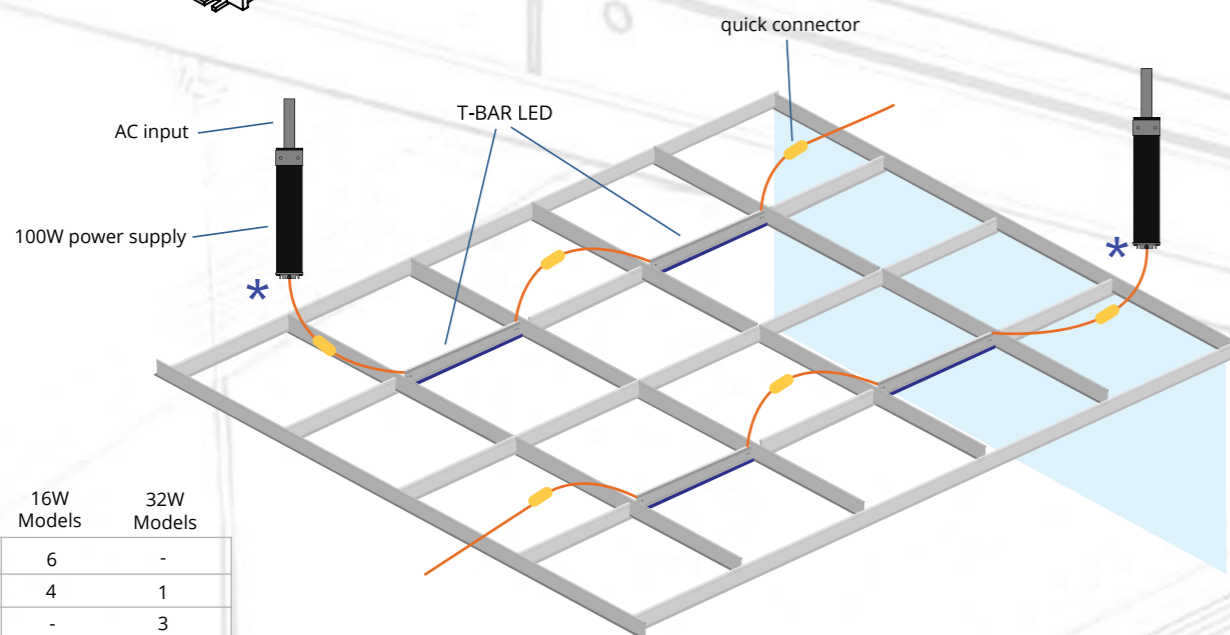 quick connector
T-BAR LED
AC input
100W power supply
*
*
16W Models
32W Models
6 -
4 1
- 3